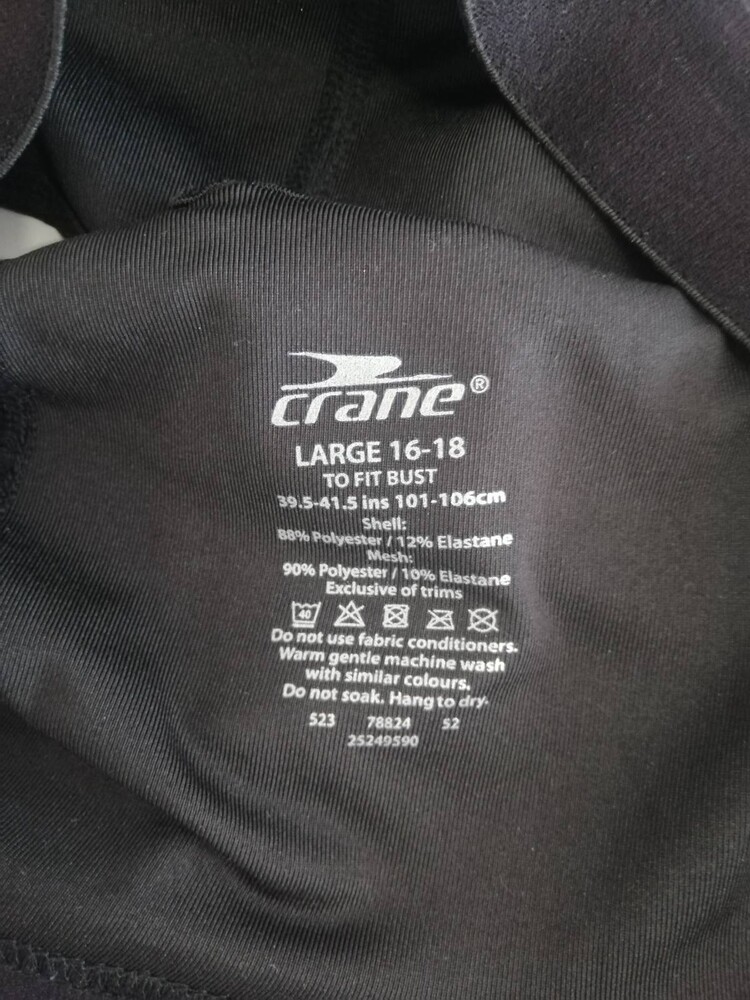 crane®
LARGE 16-18
TO FIT BUST
39.5-41.5 ins 101-106cm
Shell:
88% Polyester / 12% Elastane
Mesh:
90% Polyester / 10% Elastane
Exclusive of trims
40
Do not use fabric conditioners.
Warm gentle machine wash
with similar colours.
Do not soak. Hang to dry.
523 78824 52
25249590